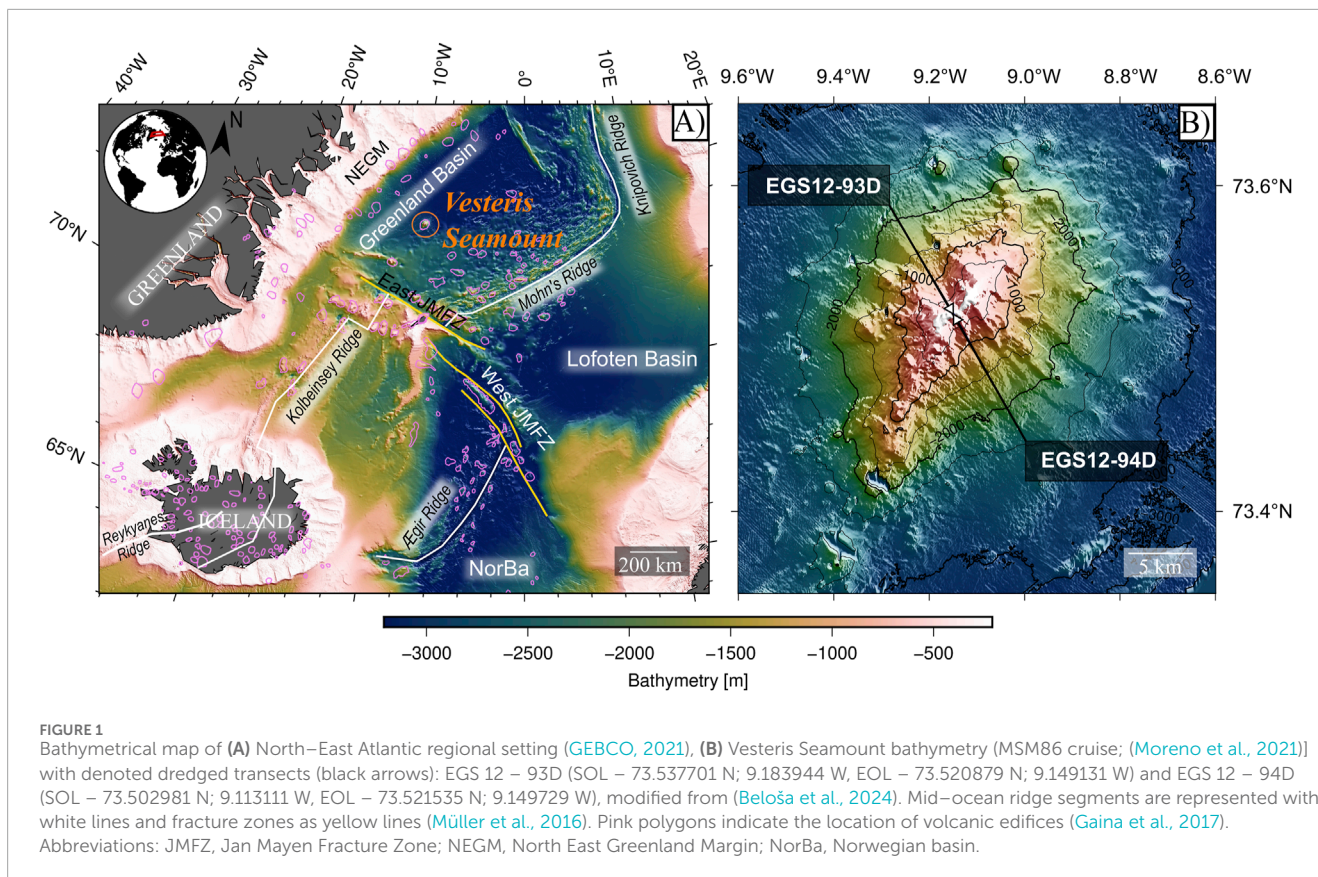 40°W
30°W
20°W
10°W
0°
10°E
20°E
70°N
65°N
N
A)
NEGM
GREENLAND
Greenland Basin
Vesteris
Seamount
Knipovich Ridge
Mohn's Ridge
East JMFZ
Kolbeinsey Ridge
Lofoten Basin
West JMFZ
Reykyanes
Ridge
ICELAND
Ægir Ridge
NorBa
200 km
9.6°W
9.4°W
9.2°W
9.0°W
8.8°W
8.6°W
B)
EGS12-93D
73.6°N
2000
3000
1000
1000
2000
EGS12-94D
73.4°N
3000
5 km
−3000
−2500
−2000
−1500
−1000
−500
Bathymetry [m]
FIGURE 1
Bathymetrical map of (A) North–East Atlantic regional setting (GEBCO, 2021), (B) Vesteris Seamount bathymetry (MSM86 cruise; (Moreno et al., 2021)]
with denoted dredged transects (black arrows): EGS 12 – 93D (SOL – 73.537701 N; 9.183944 W, EOL – 73.520879 N; 9.149131 W) and EGS 12 – 94D
(SOL – 73.502981 N; 9.113111 W, EOL – 73.521535 N; 9.149729 W), modified from (Beloša et al., 2024). Mid–ocean ridge segments are represented with
white lines and fracture zones as yellow lines (Müller et al., 2016). Pink polygons indicate the location of volcanic edifices (Gaina et al., 2017).
Abbreviations: JMFZ, Jan Mayen Fracture Zone; NEGM, North East Greenland Margin; NorBa, Norwegian basin.